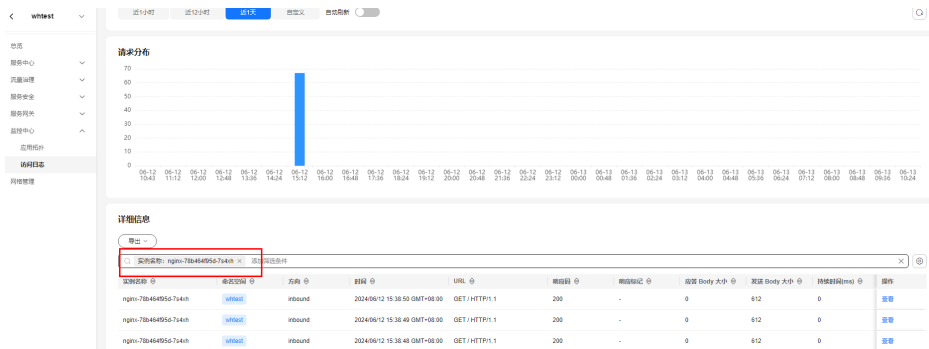 whtest
近1小时 近12小时 近1天 自定义 自动刷新
总览
服务中心
流量治理
服务安全
服务网关
监控中心
应用拓扑
访问日志
网格管理
请求分布
70
60
50
40
30
20
10
0
06-12 06-12 06-12 06-12 06-12 06-12 06-12 06-12 06-12 06-12 06-12 06-12 06-12 06-12 06-12 06-12 06-12 06-13 06-13 06-13 06-13 06-13 06-13 06-13 06-13 06-13 06-13 06-13 06-13 06-13 06-13
10:43 11:12 12:00 12:48 13:36 14:24 15:12 16:00 16:48 17:36 18:24 19:12 20:00 20:48 21:36 22:24 23:12 00:00 00:48 01:36 02:24 03:12 04:00 04:48 05:36 06:24 07:12 08:00 08:48 09:36 10:24
详细信息
导出
实例名称: nginx-78b464f95d-7s4xh × 添加筛选条件
实例名称 命名空间 方向 时间 URL 响应码 响应标记 应答 Body 大小 发送 Body 大小 持续时间(ms) 操作
nginx-78b464f95d-7s4xh whtest inbound 2024/06/12 15:38:50 GMT+08:00 GET / HTTP/1.1 200 - 0 612 0 查看
nginx-78b464f95d-7s4xh whtest inbound 2024/06/12 15:38:49 GMT+08:00 GET / HTTP/1.1 200 - 0 612 0 查看
nginx-78b464f95d-7s4xh whtest inbound 2024/06/12 15:38:48 GMT+08:00 GET / HTTP/1.1 200 - 0 612 0 查看